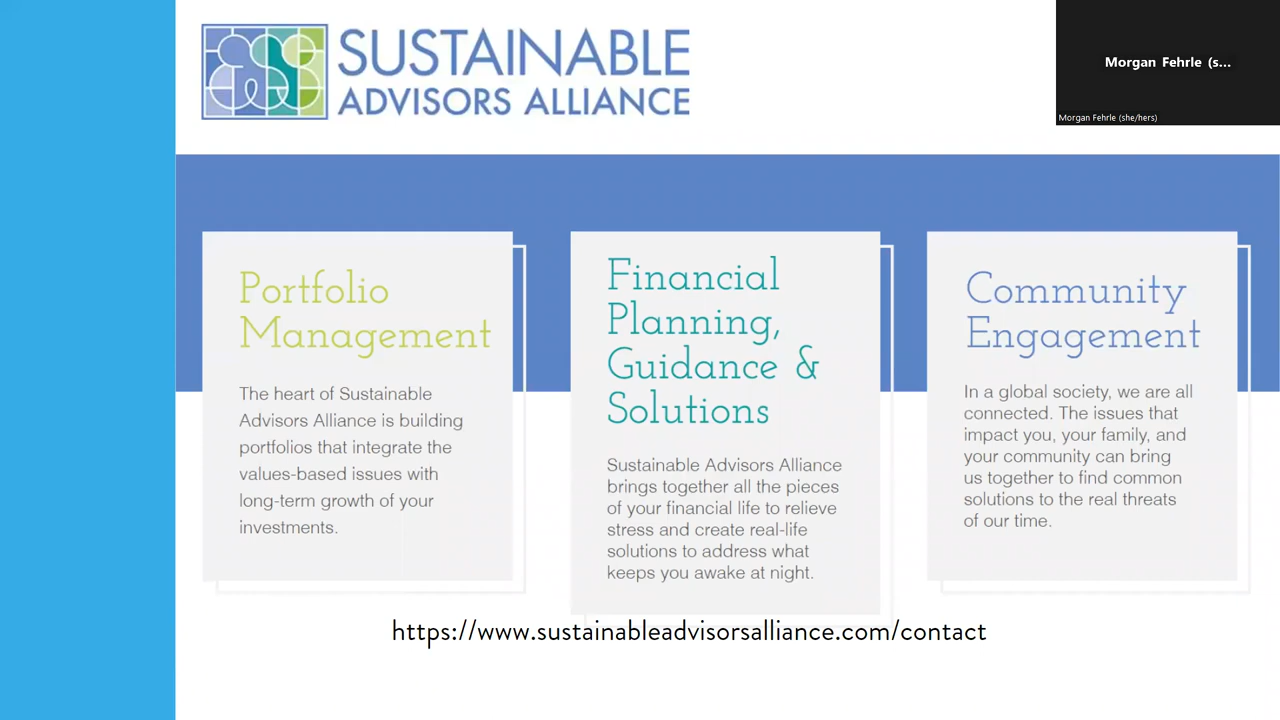 SUSTAINABLE
ADVISORS ALLIANCE
Morgan Fehrle (s...
Morgan Fehrle (she/hers)
Portfolio
Management
The heart of Sustainable
Advisors Alliance is building
portfolios that integrate the
values-based issues with
long-term growth of your
investments.
Financial
Planning,
Guidance &
Solutions
Sustainable Advisors Alliance
brings together all the pieces
of your financial life to relieve
stress and create real-life
solutions to address what
keeps you awake at night.
Community
Engagement
In a global society, we are all
connected. The issues that
impact you, your family, and
your community can bring
us together to find common
solutions to the real threats
of our time.
https://www.sustainableadvisorsalliance.com/contact